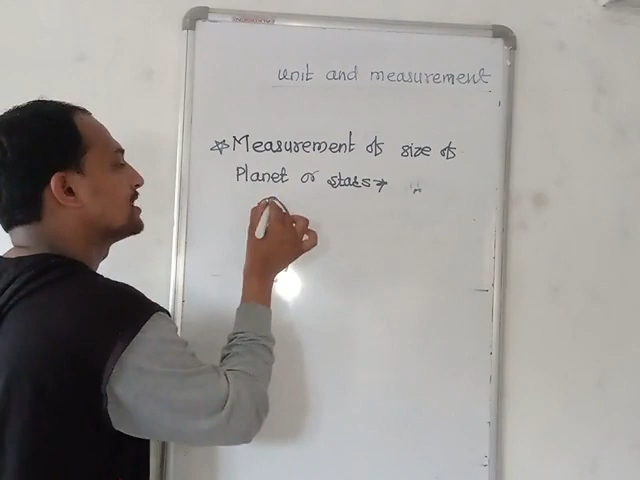 unit and measurement
☆ Measurement of size of
Planet or stars→